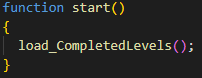 function start()
{
  load_CompletedLevels();
}